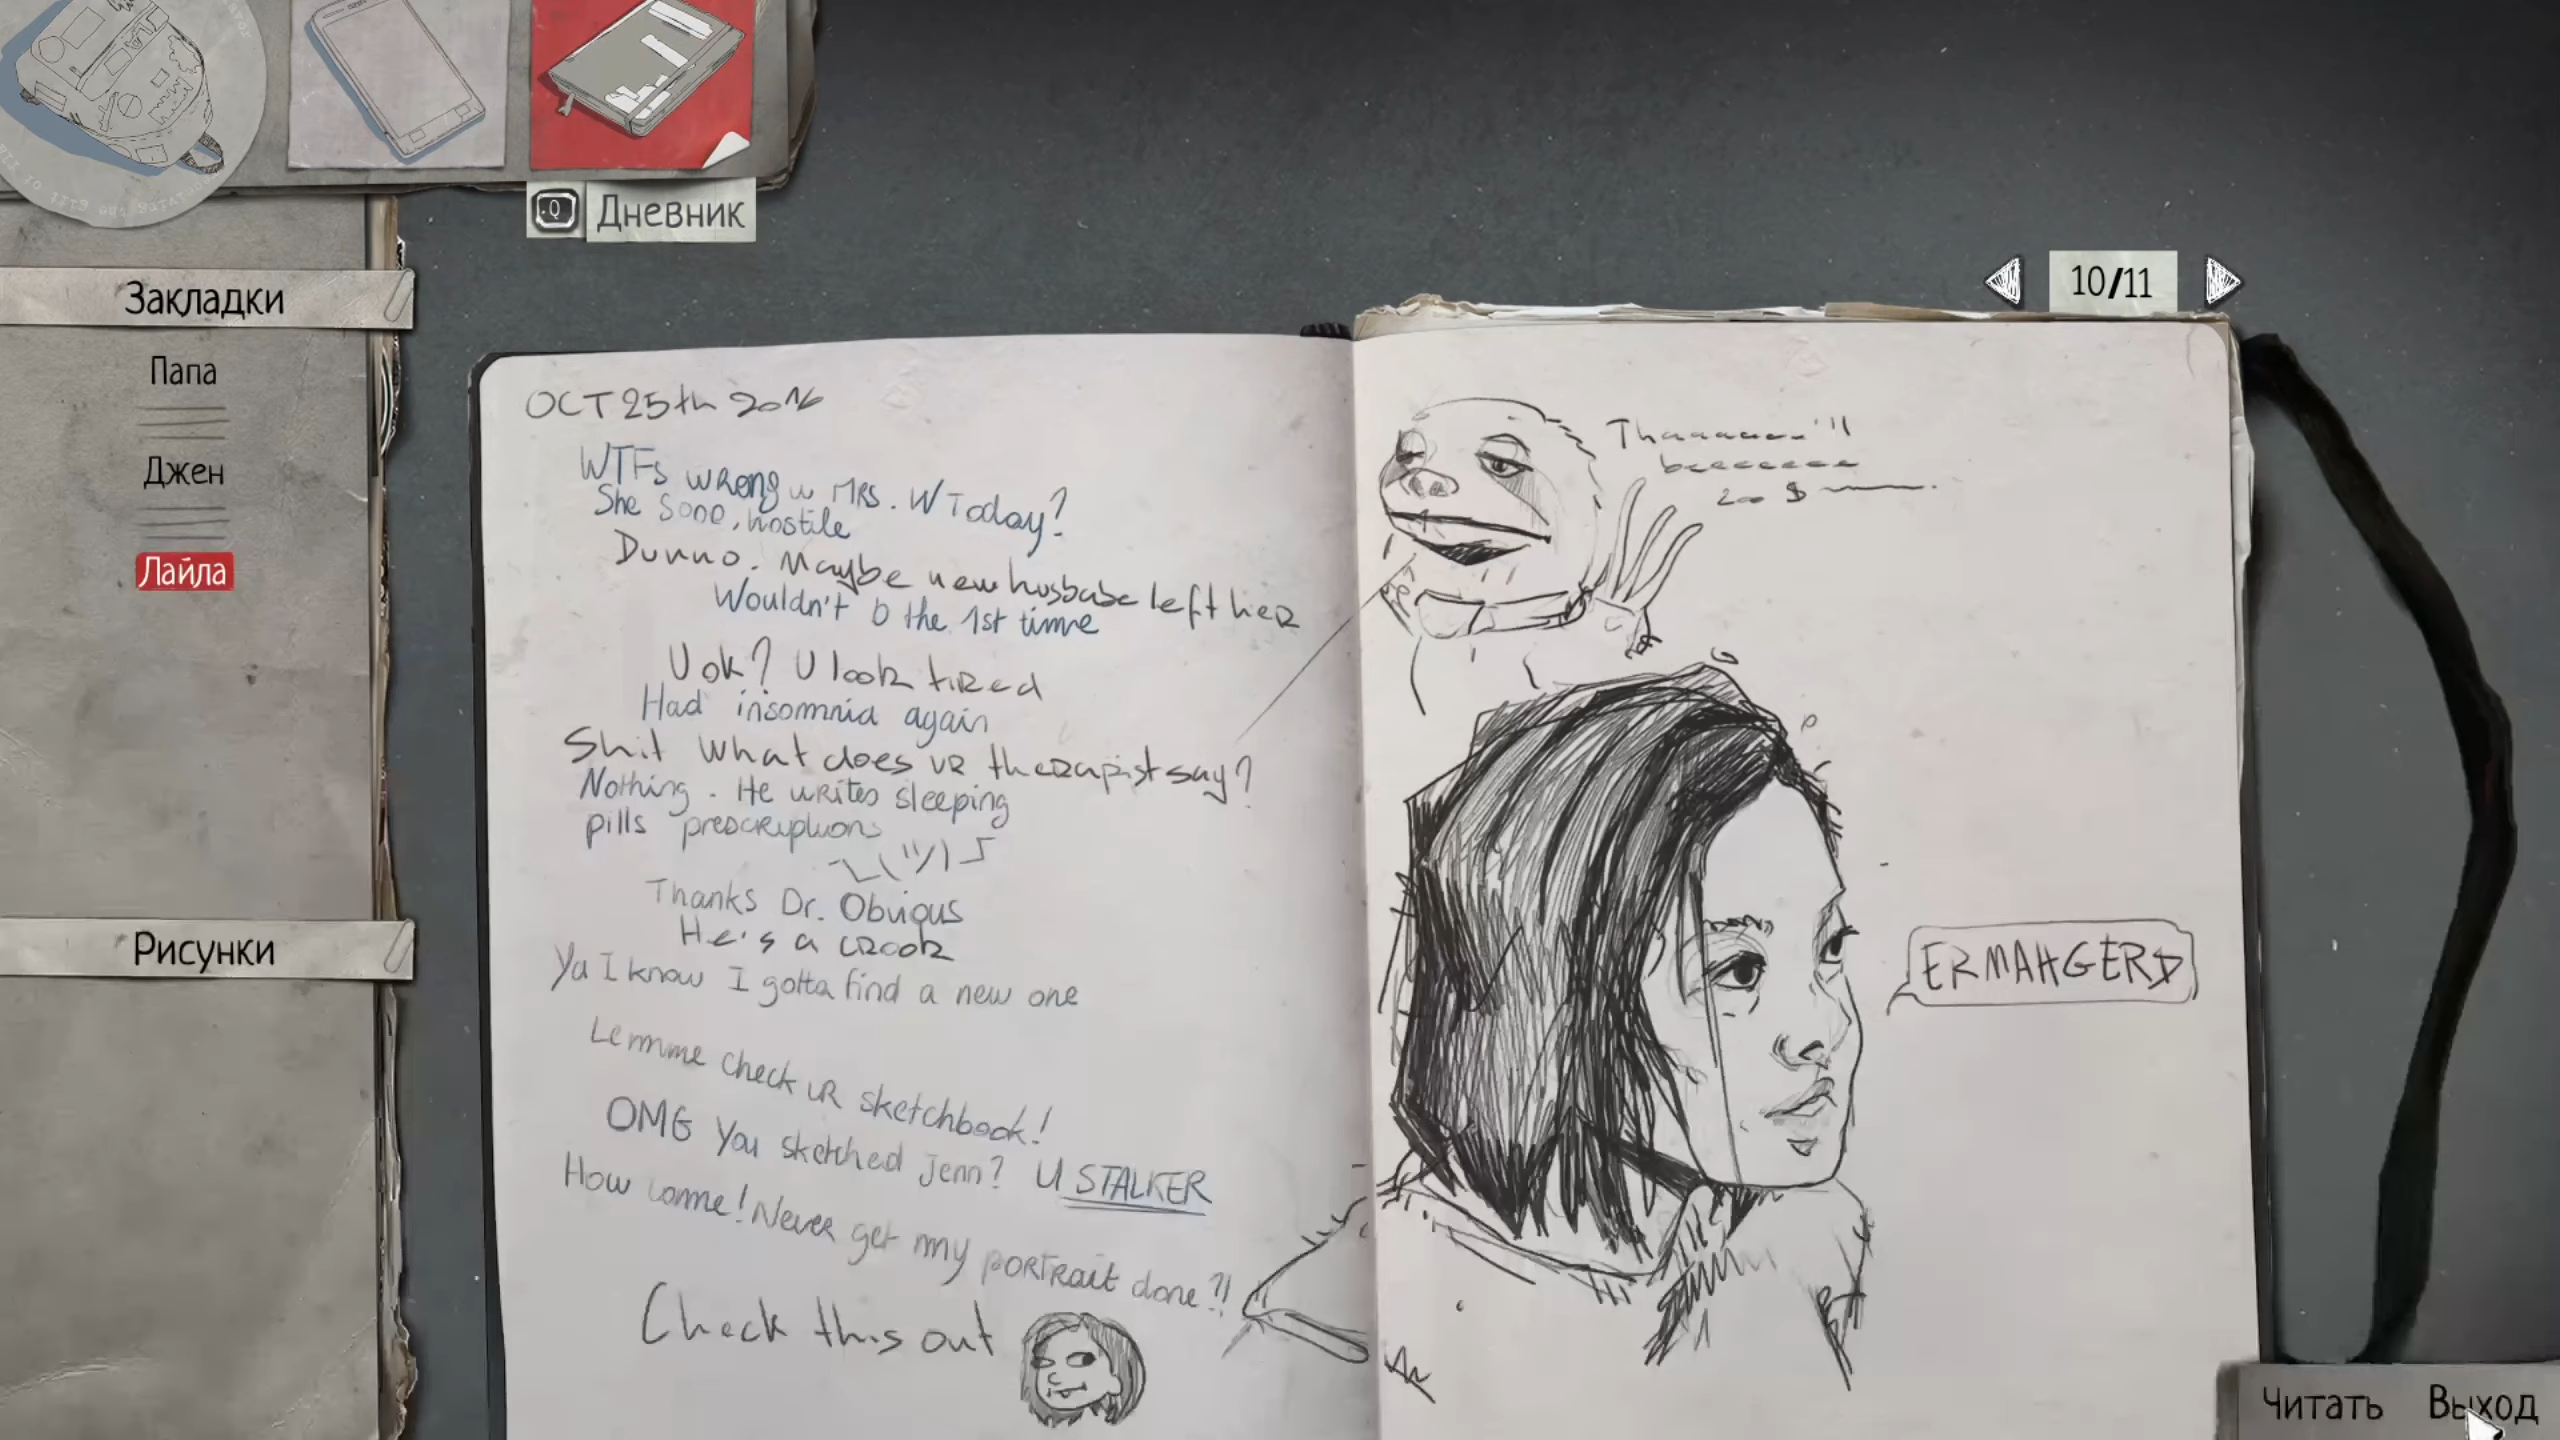 Q
Дневник
Закладки
Папа
Джен
Лайла
Рисунки
10/11
OCT 25th 2016
WTFs wrong w MRS. W Today?
She Sooo hostile
Dunno. Maybe new husbabe left her
Wouldn't b the 1st time
U ok? U look tired
Had insomnia again
Shit What does ur therapist say?
Nothing. He writes sleeping
pills prescriptions
¯\_(ツ)_/¯
Thanks Dr. Obvious
He's a crook
Ya I know I gotta find a new one
Lemme check ur sketchbook!
OMG You sketched Jenn? U STALKER
How come I Never get my portrait done?!
Check this out
Thaaaaaa'll
beeeeeee
200 $
ERMAHGERD
Читать
Выход